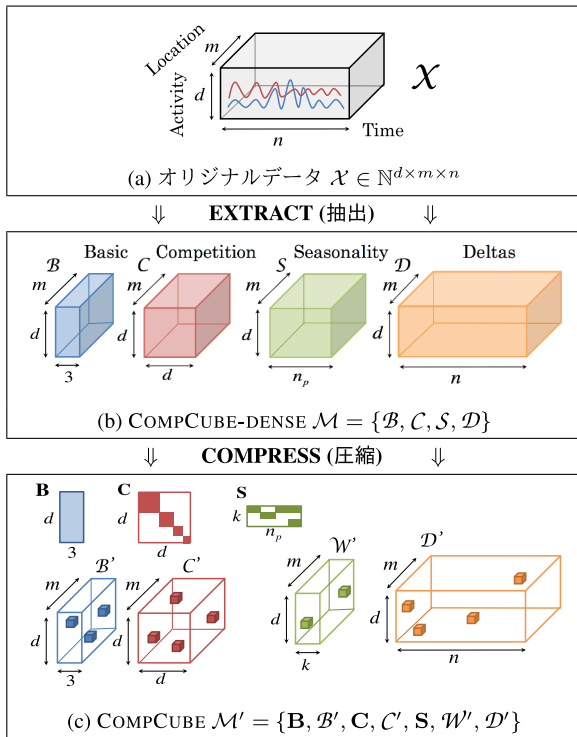 Location
m
Activity
d
n
Time
𝒳
(a) オリジナルデータ 𝒳 ∈ ℕ^{d×m×n}
⇓ EXTRACT (抽出) ⇓
Basic Competition Seasonality Deltas
ℬ 𝒞 𝒮 𝒟
m m m m
d d d d
3 d n_p n
(b) COMPCUBE-DENSE ℳ = {ℬ, 𝒞, 𝒮, 𝒟}
⇓ COMPRESS (圧縮) ⇓
B C S
d d k
3 d n_p
ℬ' 𝒞' 𝒲' 𝒟'
m m m m
d d d d
3 d k n
(c) COMPCUBE ℳ′ = {B, ℬ′, C, 𝒞′, S, 𝒲′, 𝒟′}